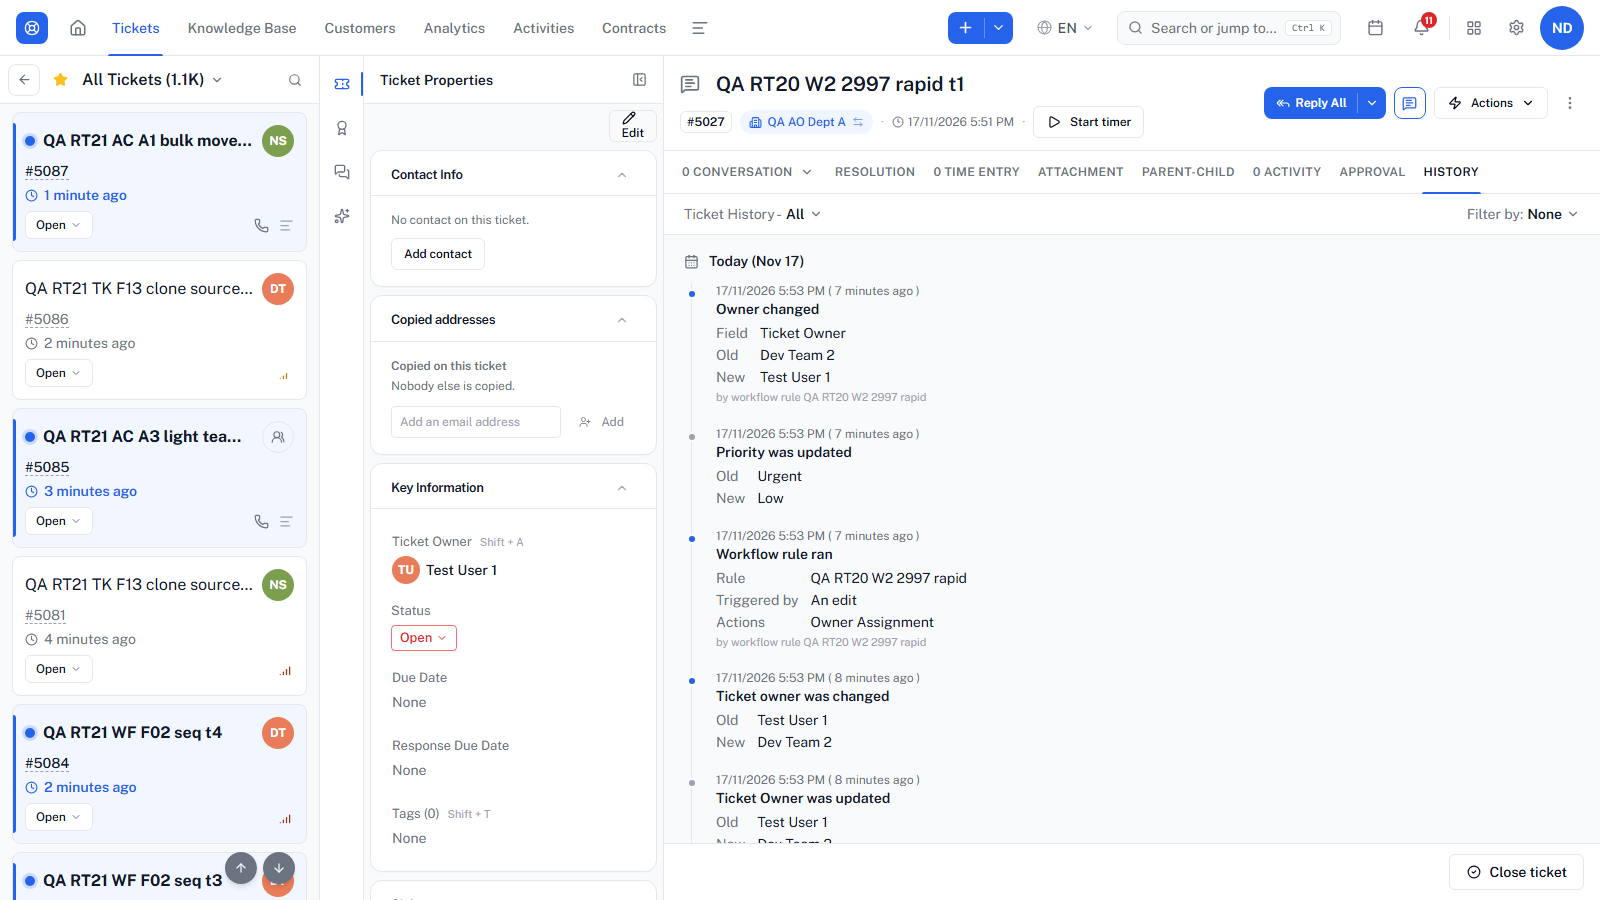 Tickets
Knowledge Base
Customers
Analytics
Activities
Contracts
EN
Search or jump to...
Ctrl K
11
ND
All Tickets (1.1K)
QA RT21 AC A1 bulk move...
NS
#5087
1 minute ago
Open
QA RT21 TK F13 clone source...
DT
#5086
2 minutes ago
Open
QA RT21 AC A3 light tea...
#5085
3 minutes ago
Open
QA RT21 TK F13 clone source...
NS
#5081
4 minutes ago
Open
QA RT21 WF F02 seq t4
DT
#5084
2 minutes ago
Open
QA RT21 WF F02 seq t3
Ticket Properties
Edit
Contact Info
No contact on this ticket.
Add contact
Copied addresses
Copied on this ticket
Nobody else is copied.
Add an email address
Add
Key Information
Ticket Owner Shift + A
TU Test User 1
Status
Open
Due Date
None
Response Due Date
None
Tags (0) Shift + T
None
QA RT20 W2 2997 rapid t1
#5027
QA AO Dept A
· 17/11/2026 5:51 PM ·
Start timer
Reply All
Actions
0 CONVERSATION
RESOLUTION
0 TIME ENTRY
ATTACHMENT
PARENT-CHILD
0 ACTIVITY
APPROVAL
HISTORY
Ticket History - All
Filter by: None
Today (Nov 17)
17/11/2026 5:53 PM ( 7 minutes ago )
Owner changed
Field Ticket Owner
Old Dev Team 2
New Test User 1
by workflow rule QA RT20 W2 2997 rapid
17/11/2026 5:53 PM ( 7 minutes ago )
Priority was updated
Old Urgent
New Low
17/11/2026 5:53 PM ( 7 minutes ago )
Workflow rule ran
Rule QA RT20 W2 2997 rapid
Triggered by An edit
Actions Owner Assignment
by workflow rule QA RT20 W2 2997 rapid
17/11/2026 5:53 PM ( 8 minutes ago )
Ticket owner was changed
Old Test User 1
New Dev Team 2
17/11/2026 5:53 PM ( 8 minutes ago )
Ticket Owner was updated
Old Test User 1
New Dev Team 2
Close ticket